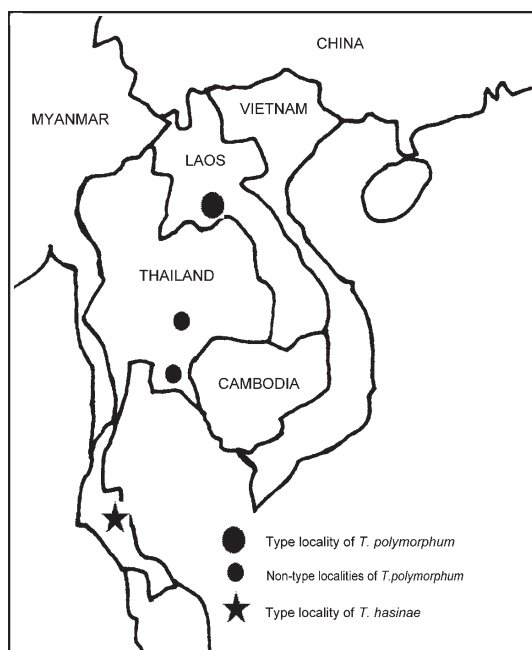 CHINA
MYANMAR
VIETNAM
LAOS
THAILAND
CAMBODIA
Type locality of T. polymorphum
Non-type localities of T.polymorphum
Type locality of T. hasinae